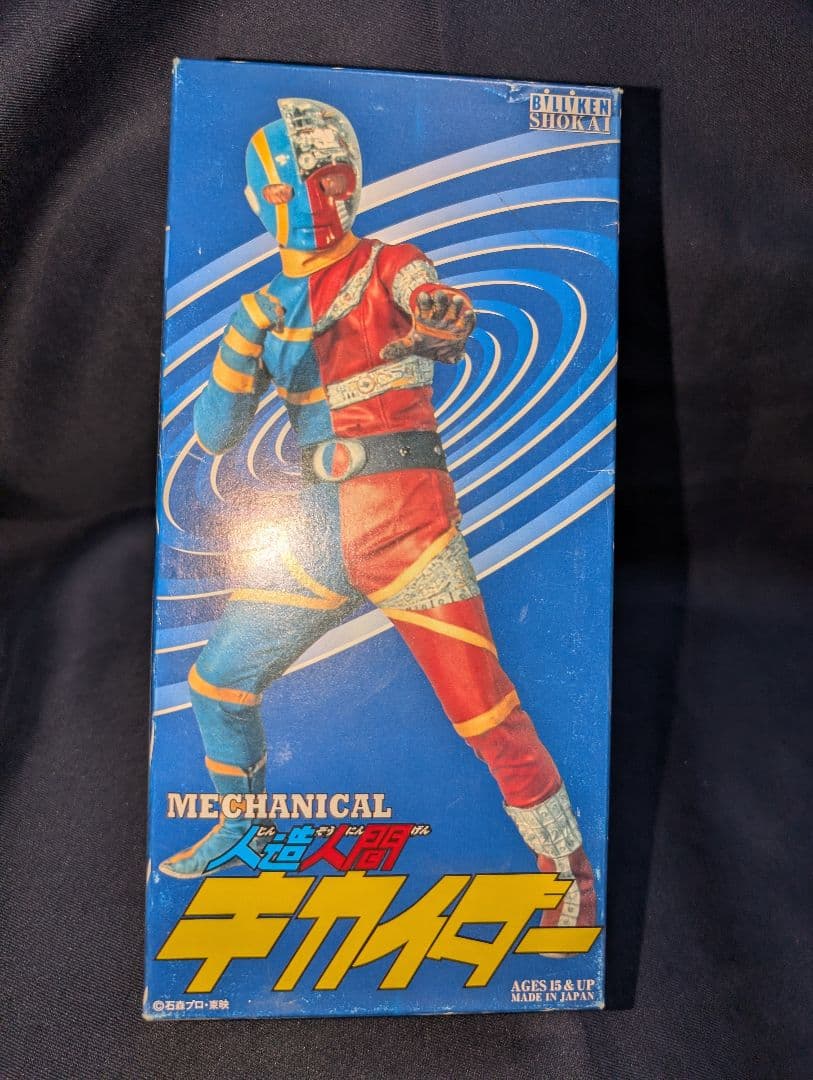 BILLIKEN
SHOKAI
MECHANICAL
じんぞうにんげん
人造人間
キカイダー
AGES 15 & UP
MADE IN JAPAN
©石森プロ・東映